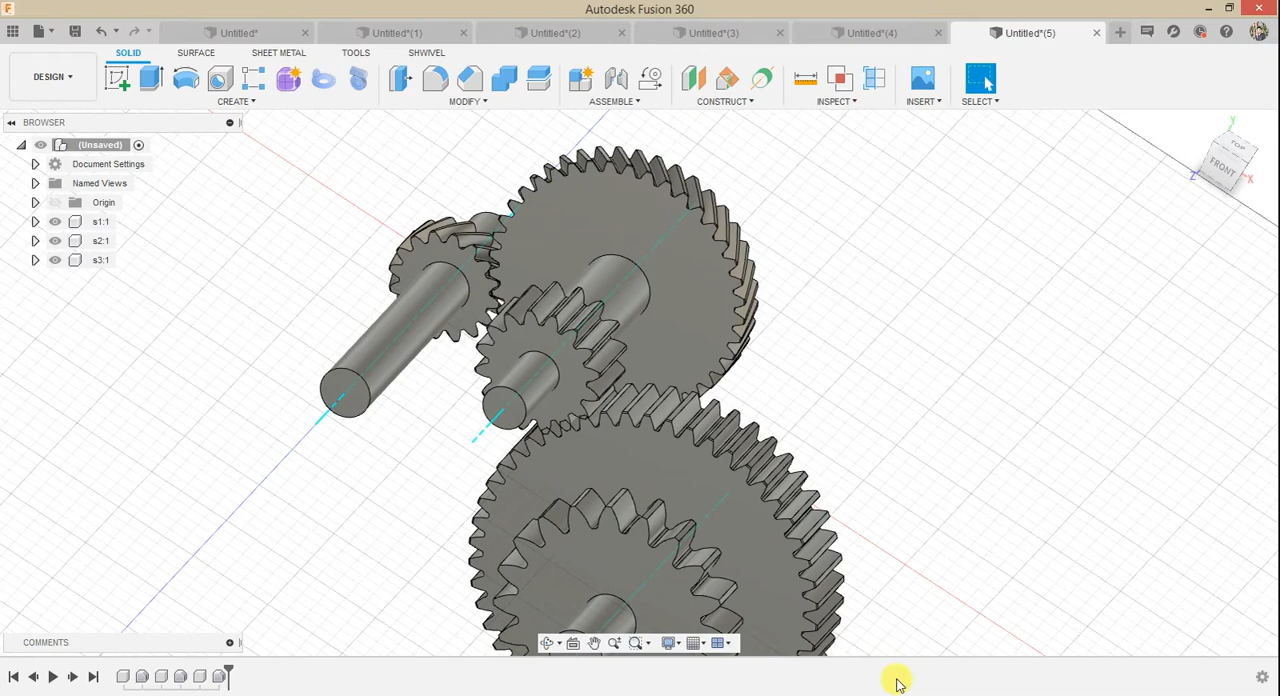 Autodesk Fusion 360
Untitled* Untitled*(1) Untitled*(2) Untitled*(3) Untitled*(4) Untitled*(5)
SOLID SURFACE SHEET METAL TOOLS SHWIVEL
DESIGN
CREATE MODIFY ASSEMBLE CONSTRUCT INSPECT INSERT SELECT
BROWSER
(Unsaved)
Document Settings
Named Views
Origin
s1:1
s2:1
s3:1
Y
TOP
FRONT
Z
X
COMMENTS